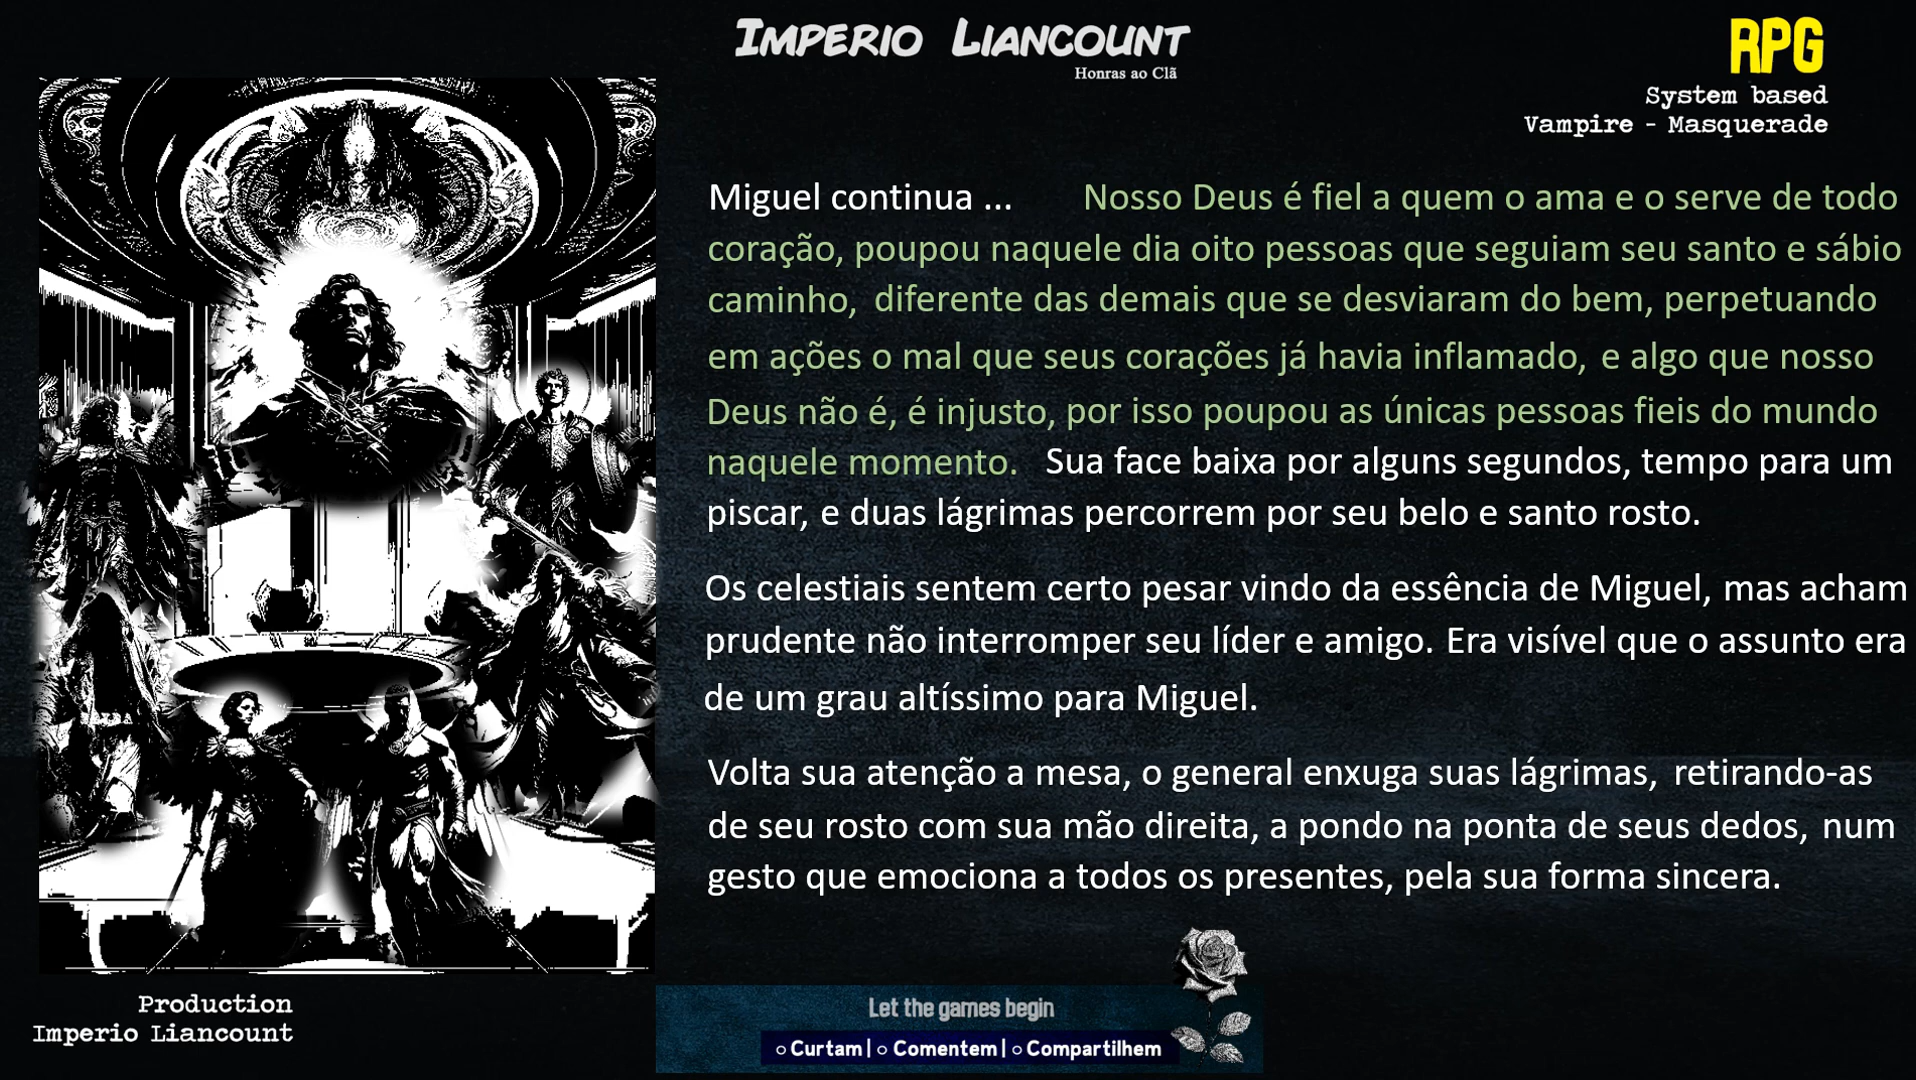 Imperio Liancount
Honras ao Clã
RPG
System based
Vampire - Masquerade
Miguel continua ... Nosso Deus é fiel a quem o ama e o serve de todo
coração, poupou naquele dia oito pessoas que seguiam seu santo e sábio
caminho, diferente das demais que se desviaram do bem, perpetuando
em ações o mal que seus corações já havia inflamado, e algo que nosso
Deus não é, é injusto, por isso poupou as únicas pessoas fieis do mundo
naquele momento. Sua face baixa por alguns segundos, tempo para um
piscar, e duas lágrimas percorrem por seu belo e santo rosto.
Os celestiais sentem certo pesar vindo da essência de Miguel, mas acham
prudente não interromper seu líder e amigo. Era visível que o assunto era
de um grau altíssimo para Miguel.
Volta sua atenção a mesa, o general enxuga suas lágrimas, retirando-as
de seu rosto com sua mão direita, a pondo na ponta de seus dedos, num
gesto que emociona a todos os presentes, pela sua forma sincera.
Production
Imperio Liancount
Let the games begin
○ Curtam | ○ Comentem | ○ Compartilhem